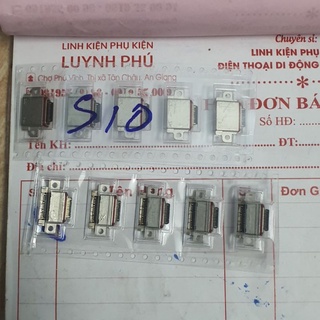 Chuyên sỉ:
LINH KIỆN PHỤ KIỆN
LUYNH PHÚ
LINH KIỆN PHỤ
ĐIỆN THOẠI DI ĐỘNG
Chợ Phú Vĩnh, Thị xã Tân Châu, An Giang
S10
ĐƠN BÁ
Số HĐ:
Tên KH:
ĐT:
Địa chỉ:
Đơn G